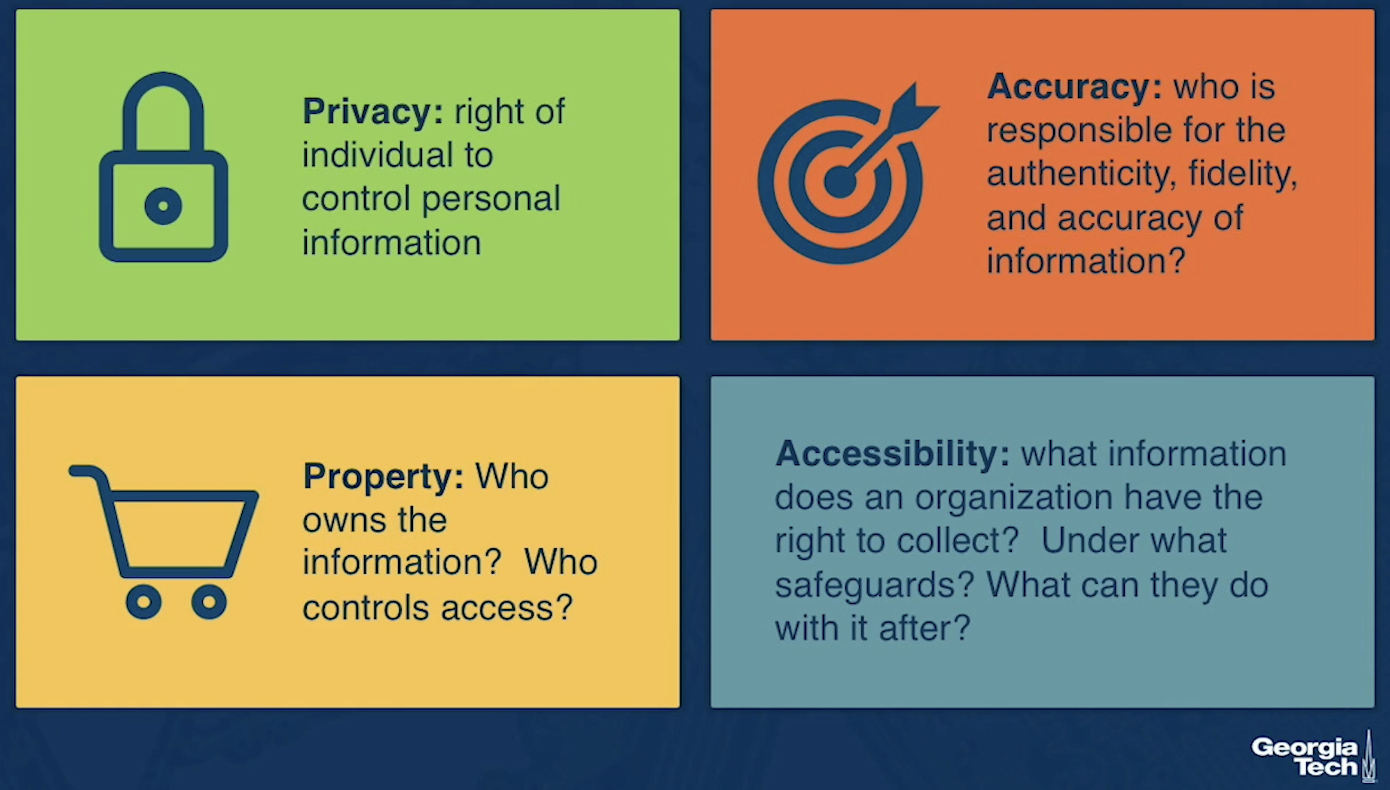 Privacy: right of
individual to
control personal
information
Accuracy: who is
responsible for the
authenticity, fidelity,
and accuracy of
information?
Property: Who
owns the
information?  Who
controls access?
Accessibility: what information
does an organization have the
right to collect?  Under what
safeguards? What can they do
with it after?
Georgia
Tech